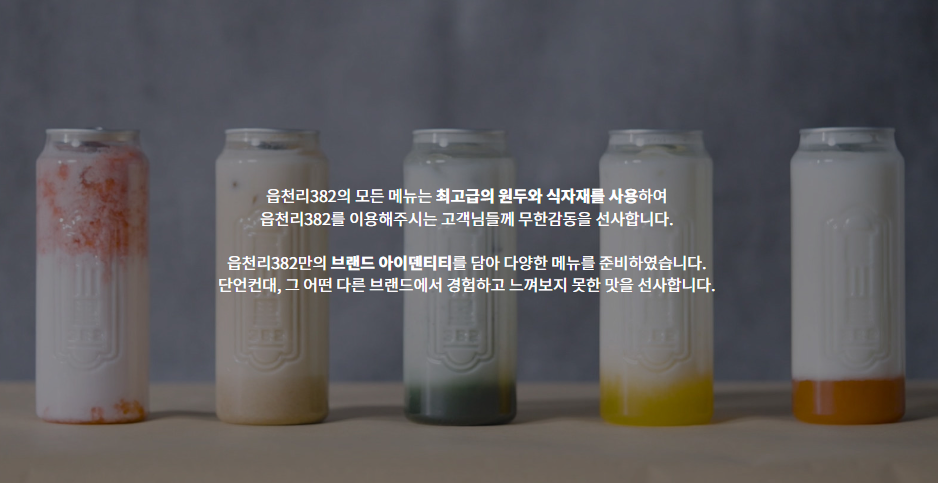 읍천리382의 모든 메뉴는 최고급의 원두와 식자재를 사용하여
읍천리382를 이용해주시는 고객님들께 무한감동을 선사합니다.
읍천리382만의 브랜드 아이덴티티를 담아 다양한 메뉴를 준비하였습니다.
단언컨대, 그 어떤 다른 브랜드에서 경험하고 느껴보지 못한 맛을 선사합니다.